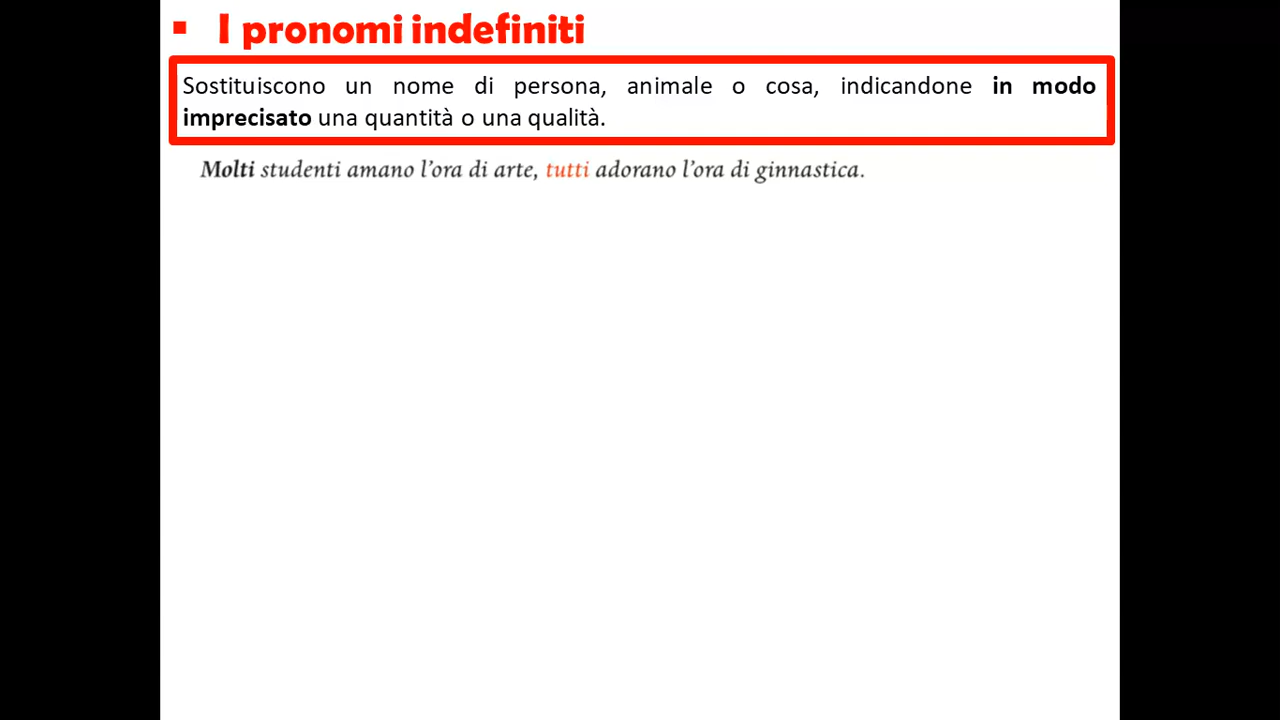 ▪ I pronomi indefiniti
Sostituiscono un nome di persona, animale o cosa, indicandone in modo
imprecisato una quantità o una qualità.
Molti studenti amano l'ora di arte, tutti adorano l'ora di ginnastica.